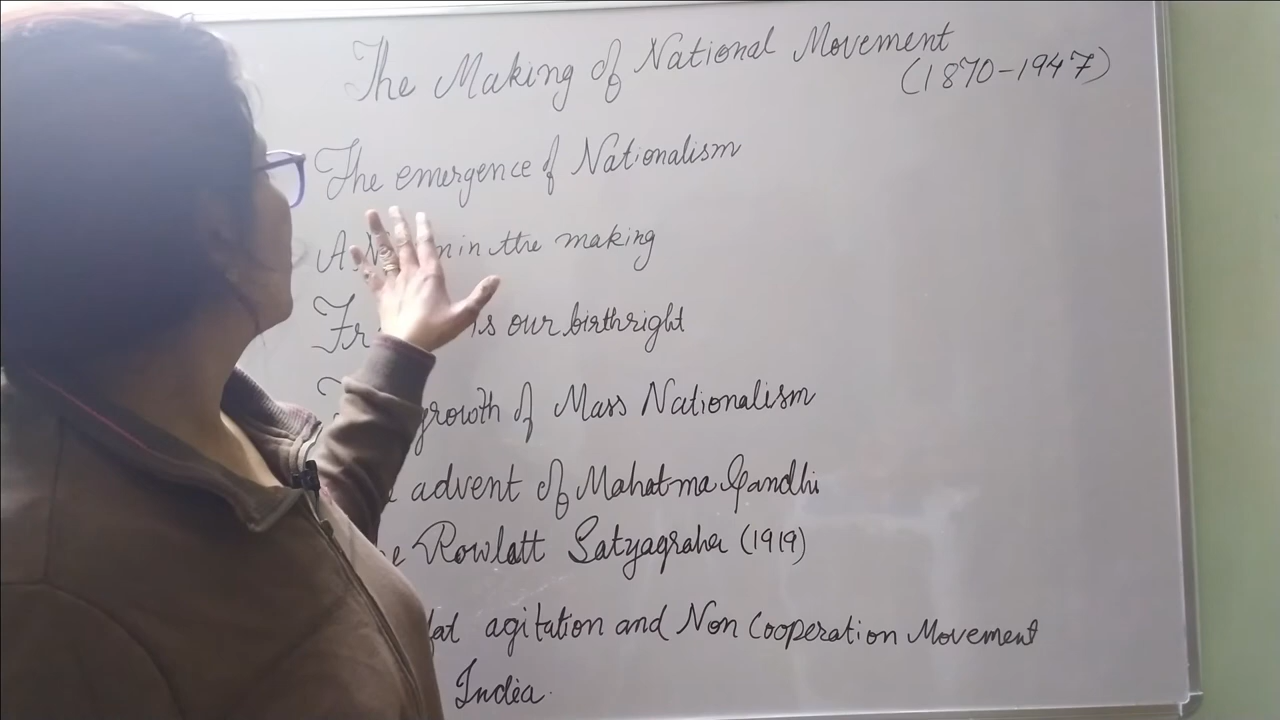 The Making of National Movement
(1870-1947)
The emergence of Nationalism
A in the making
is our birthright
growth of Mass Nationalism
advent of Mahatma Gandhi
Rowlatt Satyagraha (1919)
agitation and Non Cooperation Movement
India.